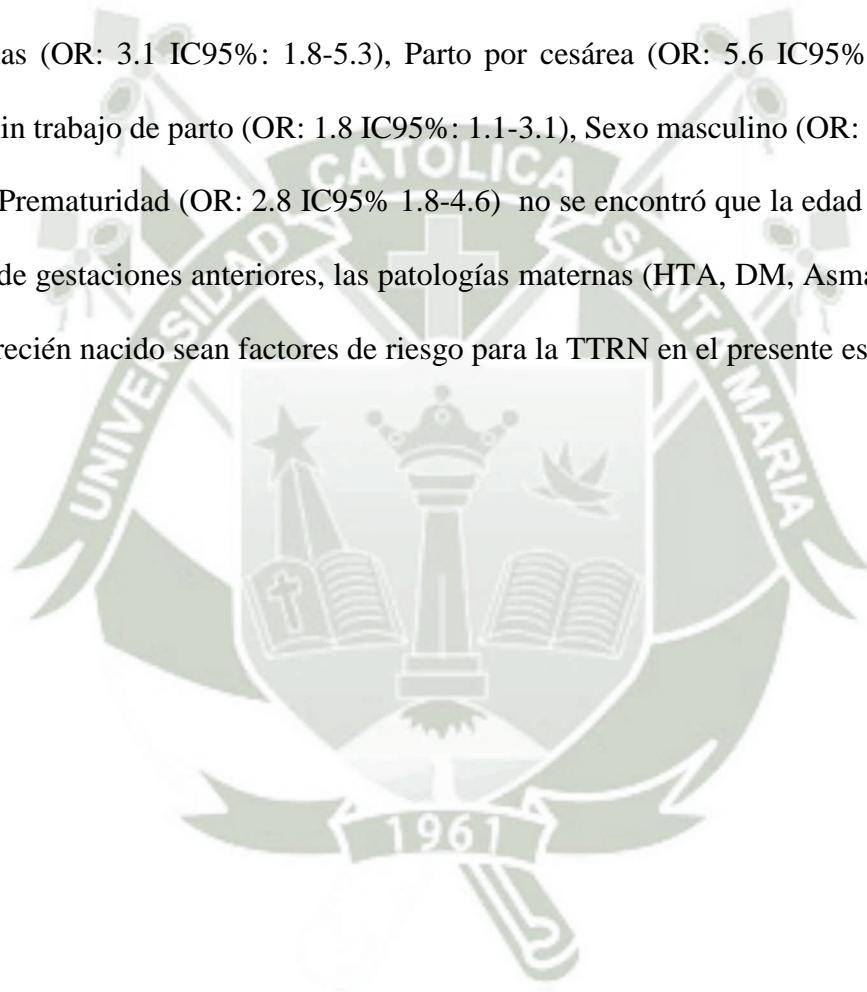 as (OR: 3.1 IC95%: 1.8-5.3), Parto por cesárea (OR: 5.6 IC95%
in trabajo de parto (OR: 1.8 IC95%: 1.1-3.1), Sexo masculino (OR:
Prematuridad (OR: 2.8 IC95% 1.8-4.6) no se encontró que la edad
de gestaciones anteriores, las patologías maternas (HTA, DM, Asma
recién nacido sean factores de riesgo para la TTRN en el presente es
UNIVERSIDAD CATOLICA SANTA MARIA
1961